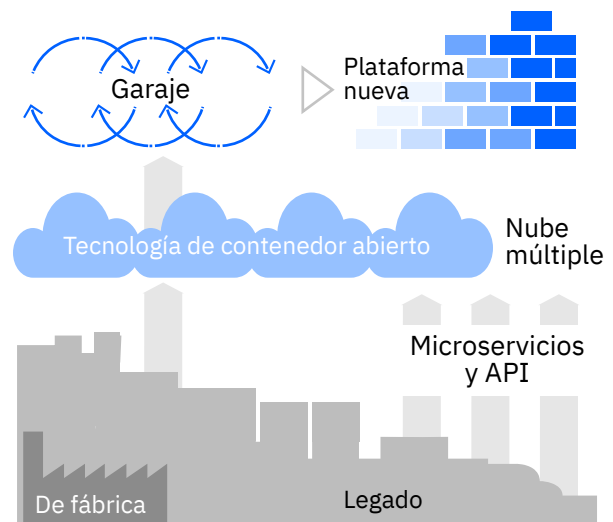 Garaje
Plataforma
nueva
Tecnología de contenedor abierto
Nube
múltiple
Microservicios
y API
De fábrica
Legado